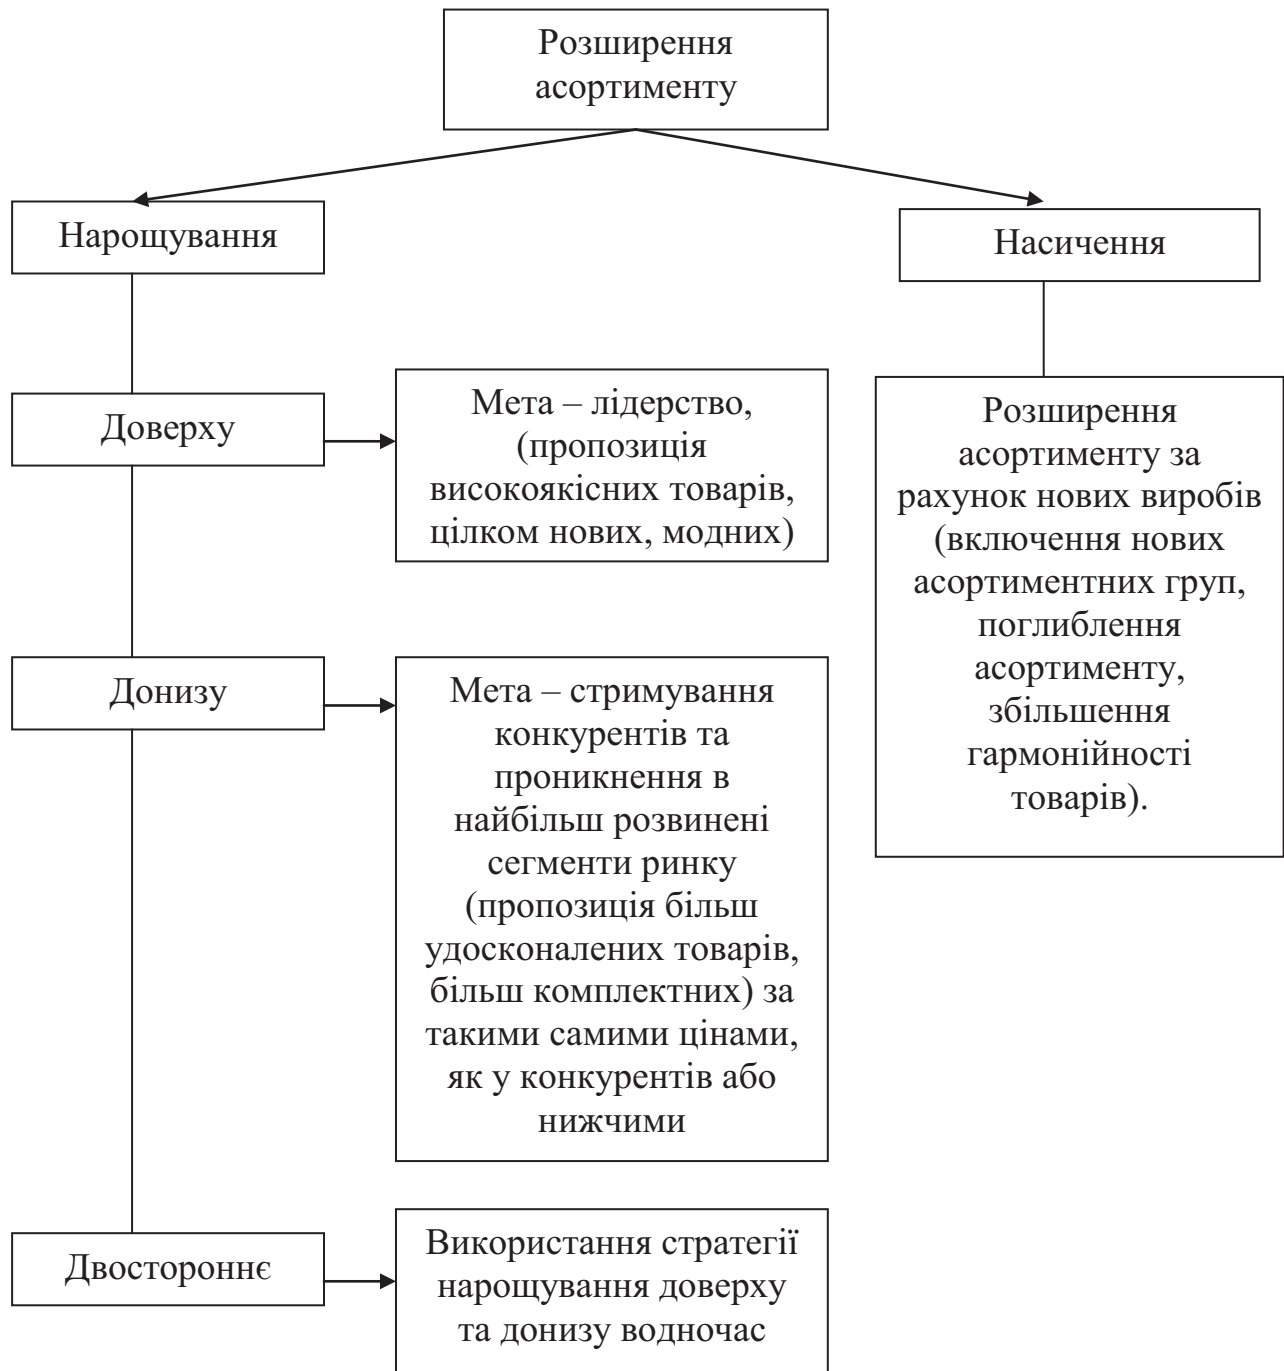 Розширення
асортименту
Нарощування
Насичення
Доверху
Мета – лідерство,
(пропозиція
високоякісних товарів,
цілком нових, модних)
Розширення
асортименту за
рахунок нових виробів
(включення нових
асортиментних груп,
поглиблення
асортименту,
збільшення
гармонійності
товарів).
Донизу
Мета – стримування
конкурентів та
проникнення в
найбільш розвинені
сегменти ринку
(пропозиція більш
удосконалених товарів,
більш комплектних) за
такими самими цінами,
як у конкурентів або
нижчими
Двостороннє
Використання стратегії
нарощування доверху
та донизу водночас